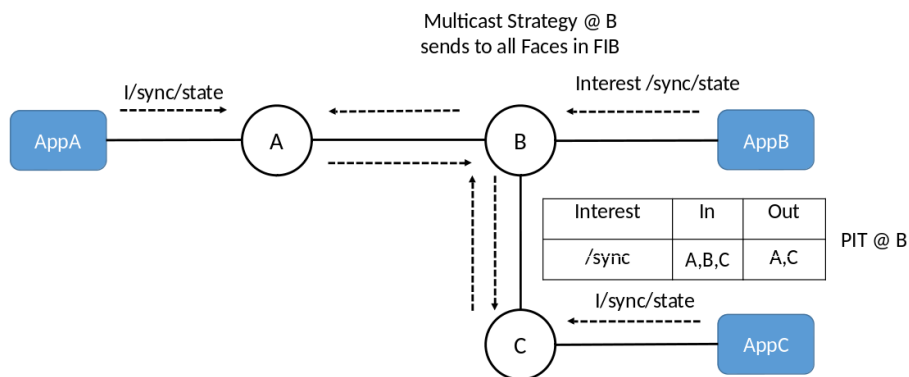 Multicast Strategy @ B
sends to all Faces in FIB
I/sync/state
Interest /sync/state
AppA
A
B
AppB
Interest In Out
/sync A,B,C A,C
PIT @ B
I/sync/state
C
AppC